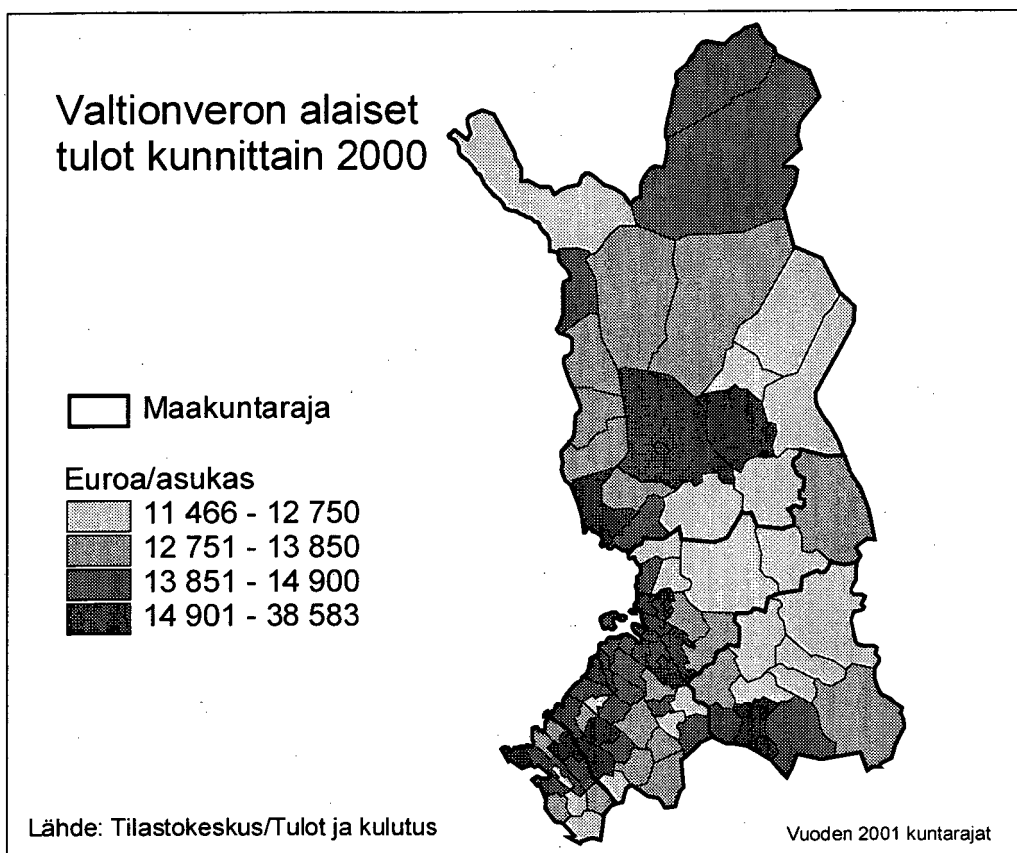 Valtionveron alaiset
tulot kunnittain 2000
Maakuntaraja
Euroa/asukas
11 466 - 12 750
12 751 - 13 850
13 851 - 14 900
14 901 - 38 583
Lähde: Tilastokeskus/Tulot ja kulutus
Vuoden 2001 kuntarajat